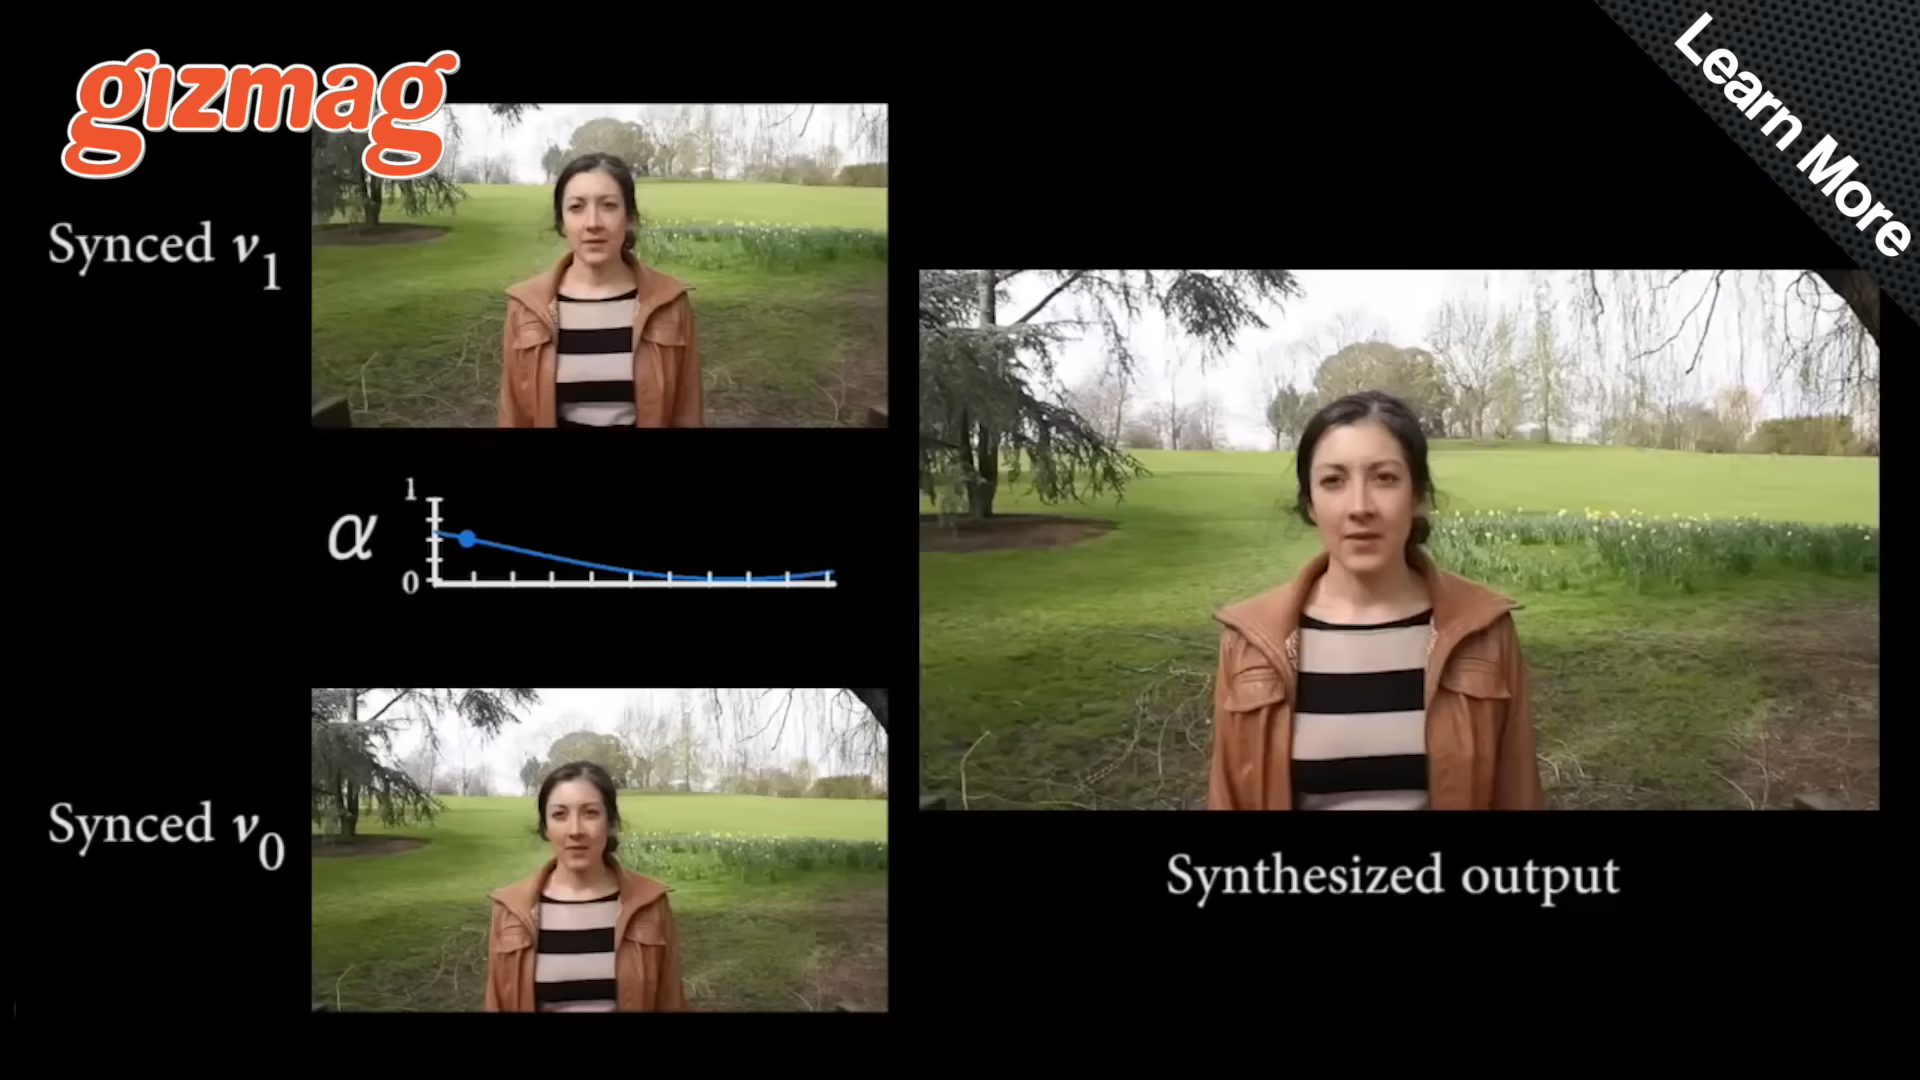 gizmag
Learn More
Synced v1
α
1
0
Synced v0
Synthesized output